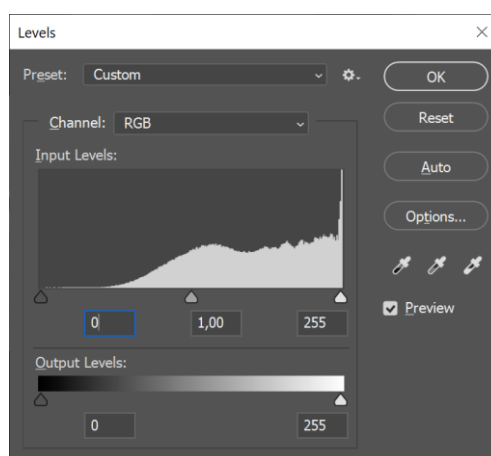 Levels
Preset: Custom
OK
Channel: RGB
Reset
Input Levels:
Auto
Options...
0 1,00 255
Preview
Output Levels:
0 255